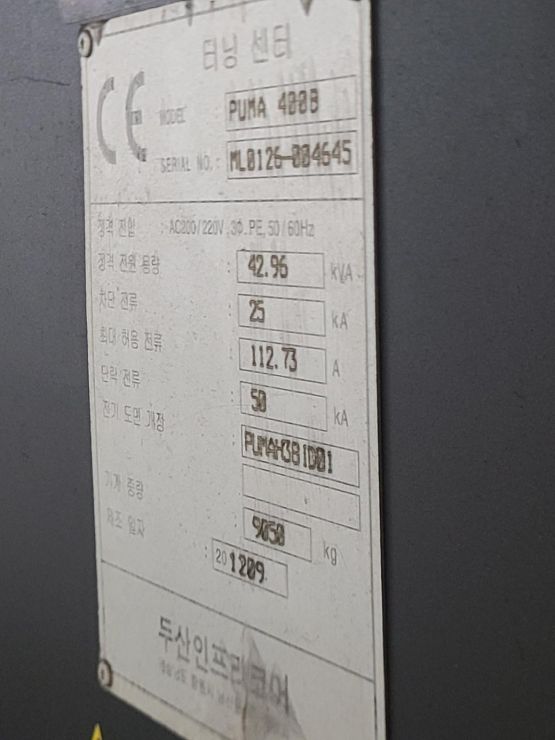 터닝 센터
CE
MODEL : PUMA 400B
SERIAL NO. : ML0126-004645
정격 전압 : AC200/220V, 3Φ, PE, 50/60Hz
정격 전원 용량 : 42.96 kVA
차단 전류 : 25 kA
최대 허용 전류 : 112.73 A
단락 전류 : 50 kA
전기 도면 개정 : PUMAH3B1D01
기계 중량 : 9050 kg
제조 일자 : 201209
두산인프라코어